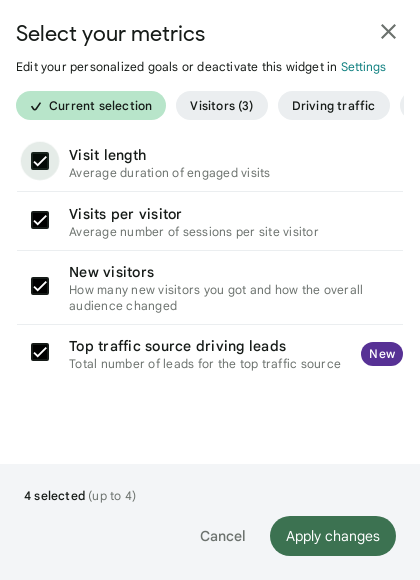 Select your metrics
Edit your personalized goals or deactivate this widget in Settings
Current selection
Visitors (3)
Driving traffic
Visit length
Average duration of engaged visits
Visits per visitor
Average number of sessions per site visitor
New visitors
How many new visitors you got and how the overall
audience changed
Top traffic source driving leads
Total number of leads for the top traffic source
New
4 selected (up to 4)
Cancel
Apply changes